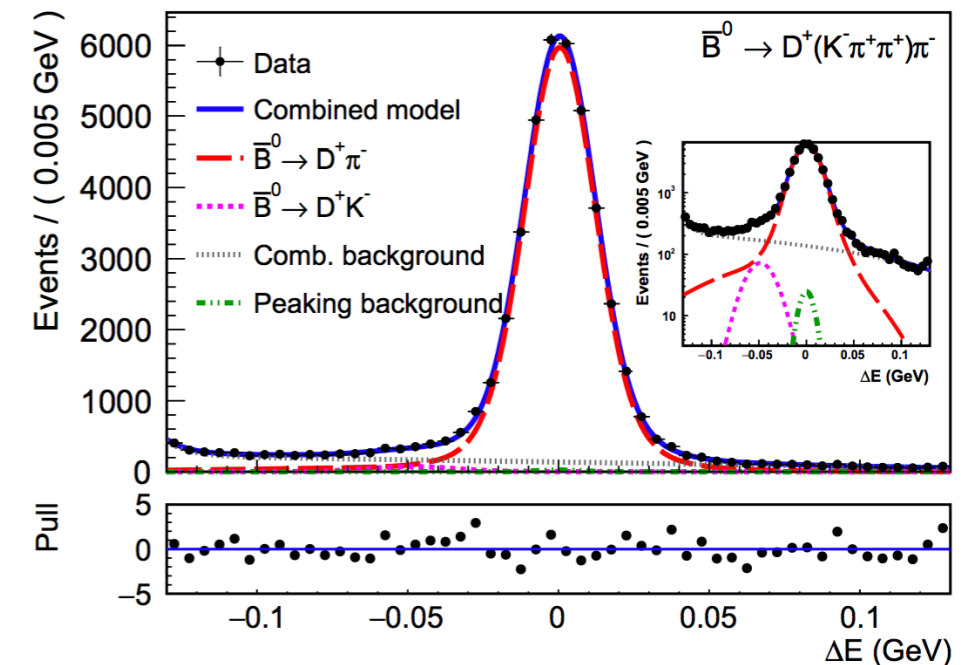 B̅⁰ → D⁺(K⁻π⁺π⁺)π⁻
Events / ( 0.005 GeV )
6000
5000
4000
3000
2000
1000
0
Data
Combined model
B̅⁰ → D⁺π⁻
B̅⁰ → D⁺K⁻
Comb. background
Peaking background
Events / ( 0.005 GeV )
10³
10²
10
−0.1 −0.05 0 0.05 0.1
ΔE (GeV)
Pull
5
0
−5
−0.1 −0.05 0 0.05 0.1
ΔE (GeV)